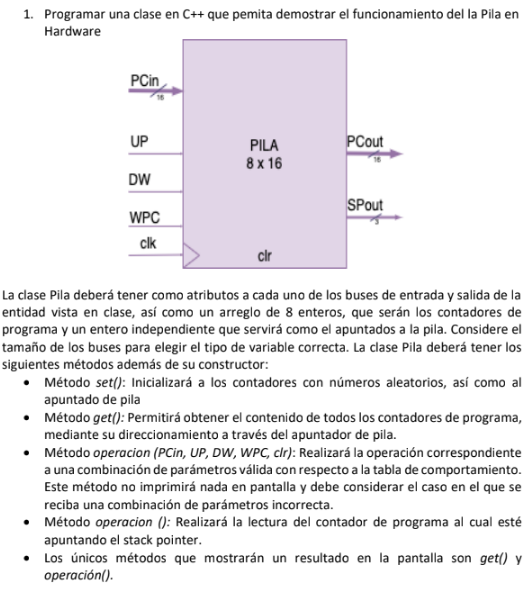 1. Programar una clase en C++ que pemita demostrar el funcionamiento del la Pila en
Hardware
PCin
16
UP
DW
WPC
clk
PILA
8 x 16
clr
PCout
16
SPout
3
La clase Pila deberá tener como atributos a cada uno de los buses de entrada y salida de la
entidad vista en clase, así como un arreglo de 8 enteros, que serán los contadores de
programa y un entero independiente que servirá como el apuntados a la pila. Considere el
tamaño de los buses para elegir el tipo de variable correcta. La clase Pila deberá tener los
siguientes métodos además de su constructor:
• Método set(): Inicializará a los contadores con números aleatorios, así como al
apuntado de pila
• Método get(): Permitirá obtener el contenido de todos los contadores de programa,
mediante su direccionamiento a través del apuntador de pila.
• Método operacion (PCin, UP, DW, WPC, clr): Realizará la operación correspondiente
a una combinación de parámetros válida con respecto a la tabla de comportamiento.
Este método no imprimirá nada en pantalla y debe considerar el caso en el que se
reciba una combinación de parámetros incorrecta.
• Método operacion (): Realizará la lectura del contador de programa al cual esté
apuntando el stack pointer.
• Los únicos métodos que mostrarán un resultado en la pantalla son get() y
operación().